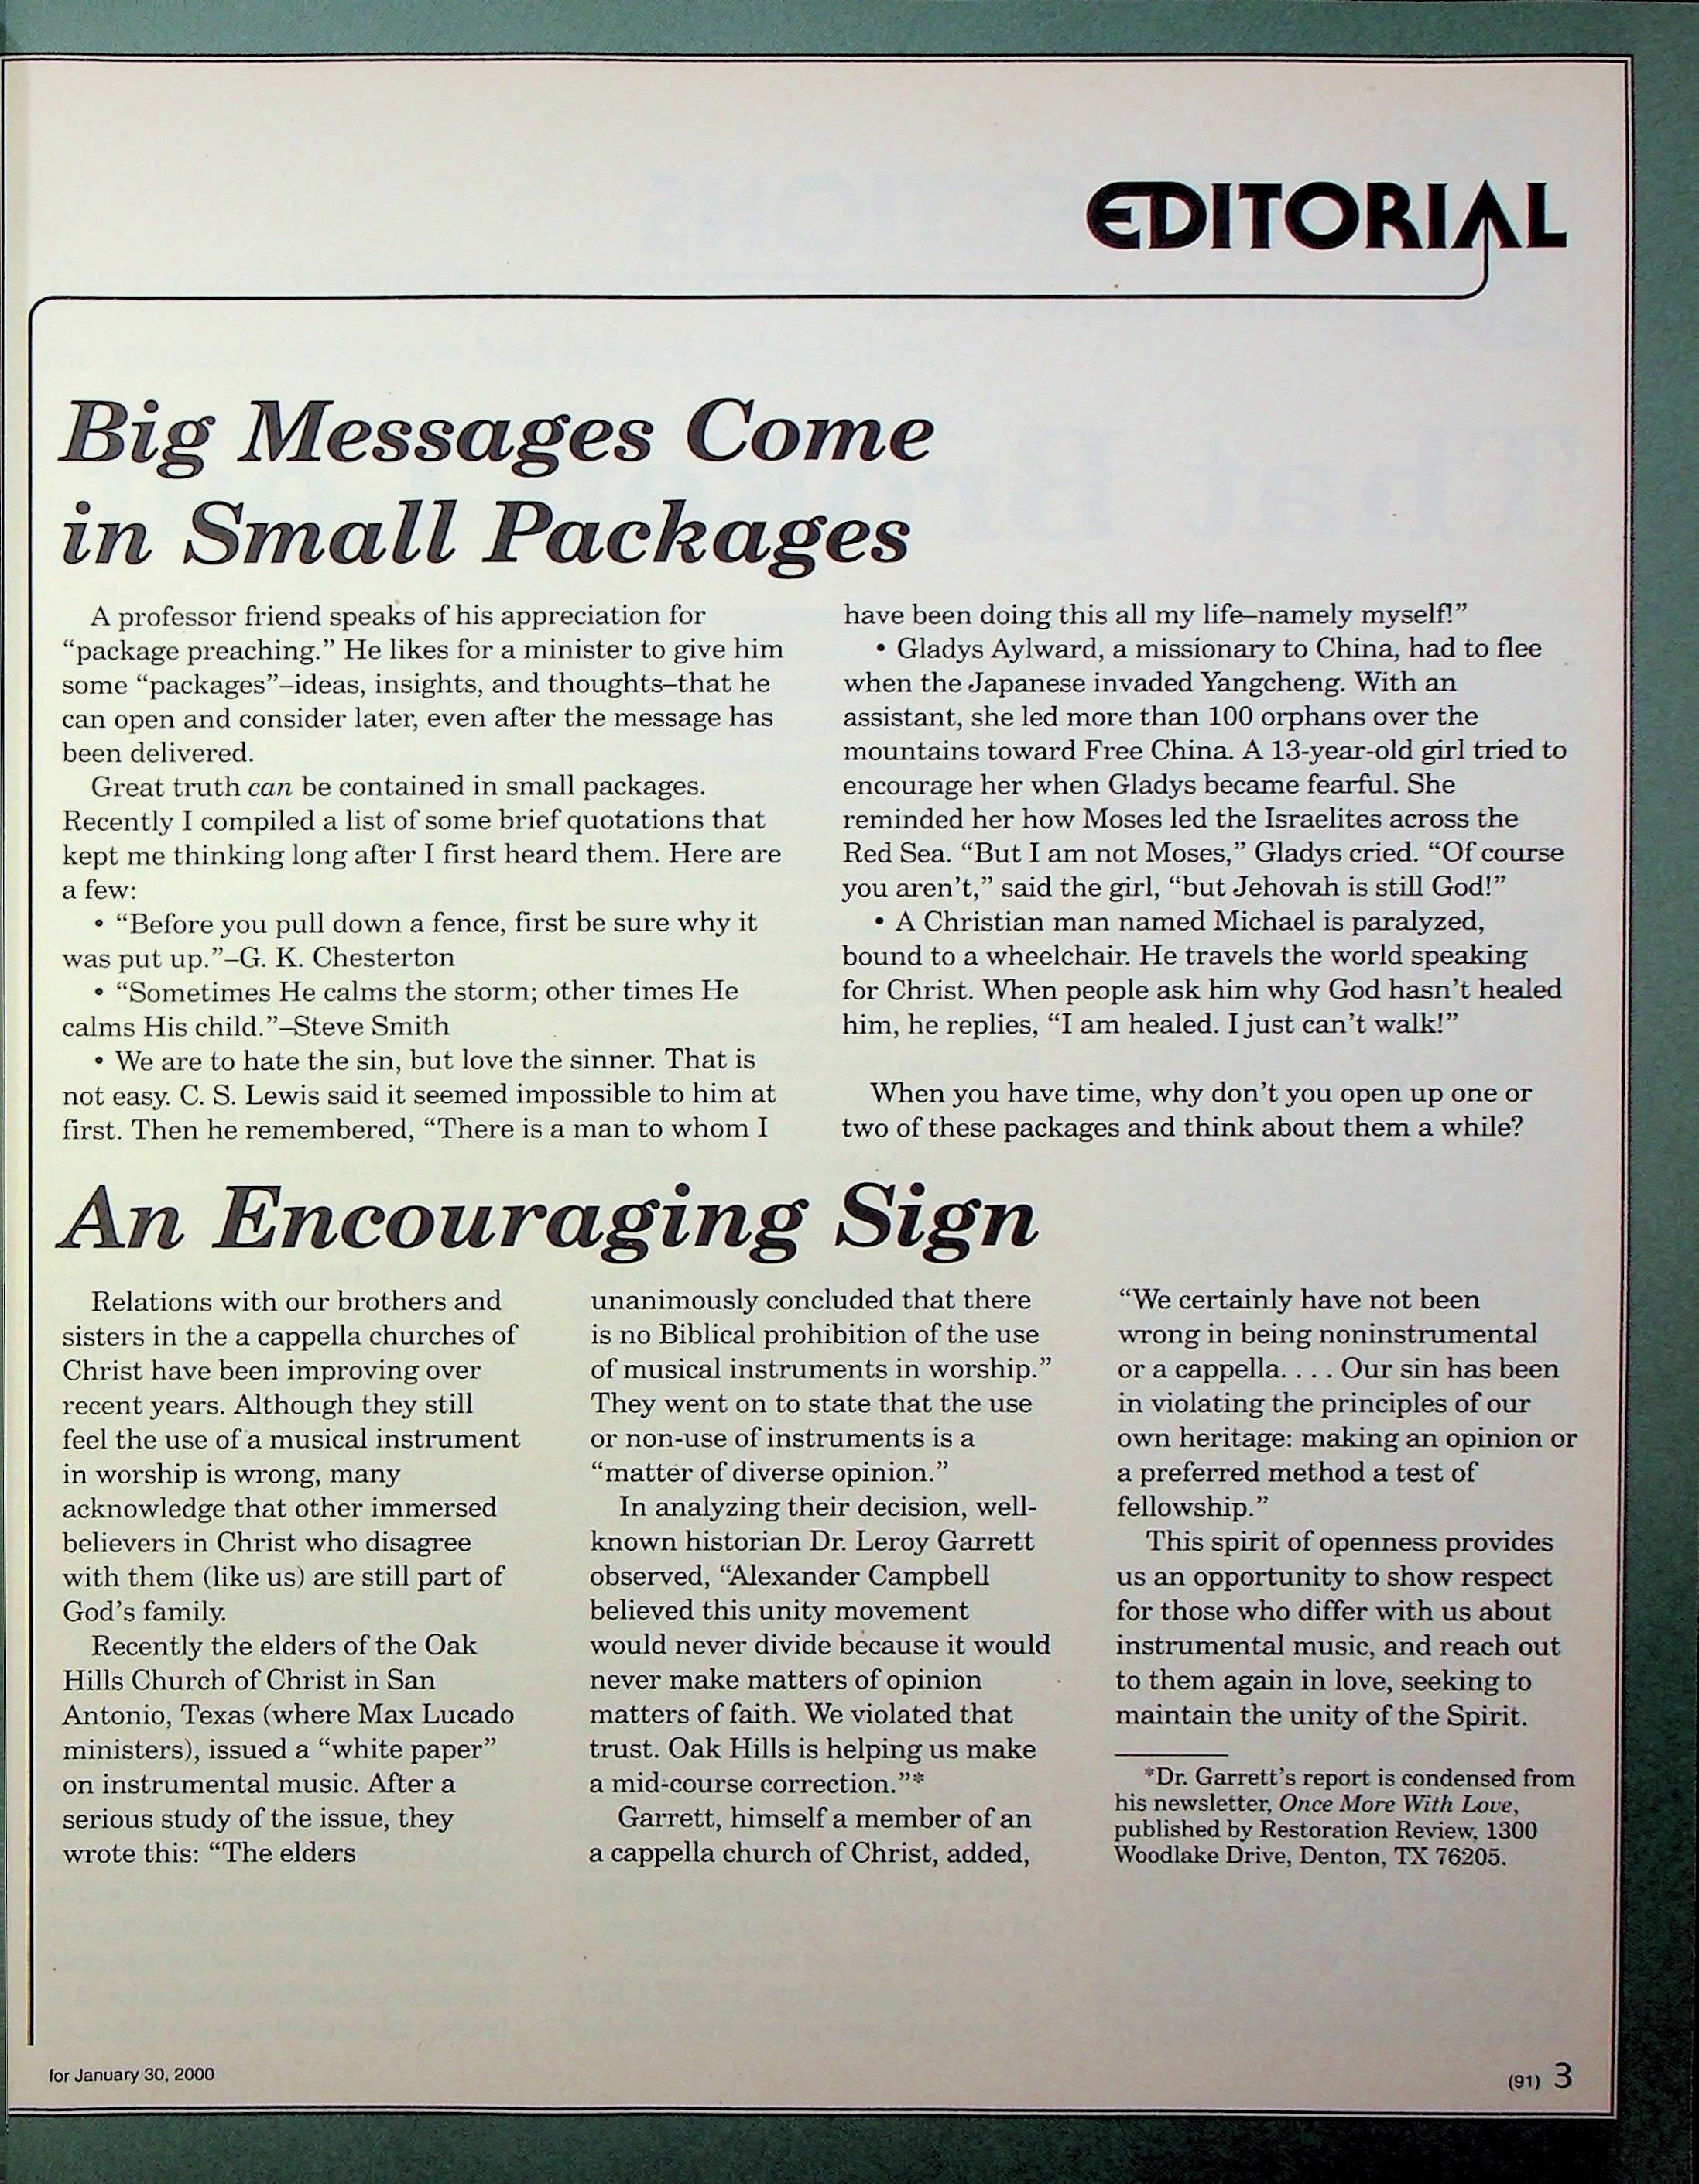 EDITORIAL
Big Messages Come
in Small Packages
A professor friend speaks of his appreciation for
“package preaching.” He likes for a minister to give him
some “packages”–ideas, insights, and thoughts–that he
can open and consider later, even after the message has
been delivered.
Great truth can be contained in small packages.
Recently I compiled a list of some brief quotations that
kept me thinking long after I first heard them. Here are
a few:
• “Before you pull down a fence, first be sure why it
was put up.”–G. K. Chesterton
• “Sometimes He calms the storm; other times He
calms His child.”–Steve Smith
• We are to hate the sin, but love the sinner. That is
not easy. C. S. Lewis said it seemed impossible to him at
first. Then he remembered, “There is a man to whom I
have been doing this all my life–namely myself!”
• Gladys Aylward, a missionary to China, had to flee
when the Japanese invaded Yangcheng. With an
assistant, she led more than 100 orphans over the
mountains toward Free China. A 13-year-old girl tried to
encourage her when Gladys became fearful. She
reminded her how Moses led the Israelites across the
Red Sea. “But I am not Moses,” Gladys cried. “Of course
you aren’t,” said the girl, “but Jehovah is still God!”
• A Christian man named Michael is paralyzed,
bound to a wheelchair. He travels the world speaking
for Christ. When people ask him why God hasn’t healed
him, he replies, “I am healed. I just can’t walk!”
When you have time, why don’t you open up one or
two of these packages and think about them a while?
An Encouraging Sign
Relations with our brothers and
sisters in the a cappella churches of
Christ have been improving over
recent years. Although they still
feel the use of a musical instrument
in worship is wrong, many
acknowledge that other immersed
believers in Christ who disagree
with them (like us) are still part of
God’s family.
Recently the elders of the Oak
Hills Church of Christ in San
Antonio, Texas (where Max Lucado
ministers), issued a “white paper”
on instrumental music. After a
serious study of the issue, they
wrote this: “The elders
unanimously concluded that there
is no Biblical prohibition of the use
of musical instruments in worship.”
They went on to state that the use
or non-use of instruments is a
“matter of diverse opinion.”
In analyzing their decision, well-
known historian Dr. Leroy Garrett
observed, “Alexander Campbell
believed this unity movement
would never divide because it would
never make matters of opinion
matters of faith. We violated that
trust. Oak Hills is helping us make
a mid-course correction.”*
Garrett, himself a member of an
a cappella church of Christ, added,
“We certainly have not been
wrong in being noninstrumental
or a cappella. . . . Our sin has been
in violating the principles of our
own heritage: making an opinion or
a preferred method a test of
fellowship.”
This spirit of openness provides
us an opportunity to show respect
for those who differ with us about
instrumental music, and reach out
to them again in love, seeking to
maintain the unity of the Spirit.
*Dr. Garrett’s report is condensed from
his newsletter, Once More With Love,
published by Restoration Review, 1300
Woodlake Drive, Denton, TX 76205.
for January 30, 2000
(91) 3